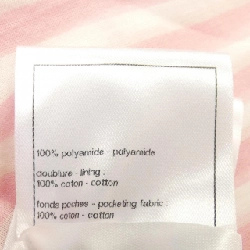 100% polyamide - polyamide
doublure - lining :
100% coton - cotton
fonds poches - pocketing fabric :
100% coton - cotton